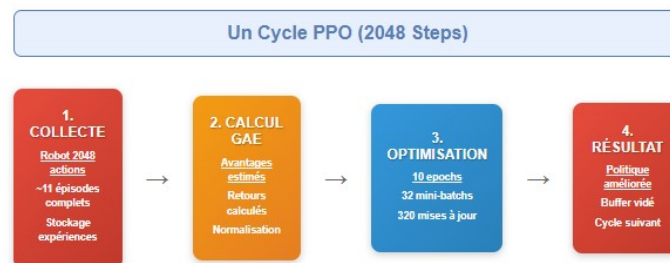 Un Cycle PPO (2048 Steps)
1.
COLLECTE
Robot 2048
actions
~11 épisodes
complets
Stockage
expériences
→
2. CALCUL
GAE
Avantages
estimés
Retours
calculés
Normalisation
→
3.
OPTIMISATION
10 epochs
32 mini-batchs
320 mises à jour
→
4.
RÉSULTAT
Politique
améliorée
Buffer vidé
Cycle suivant